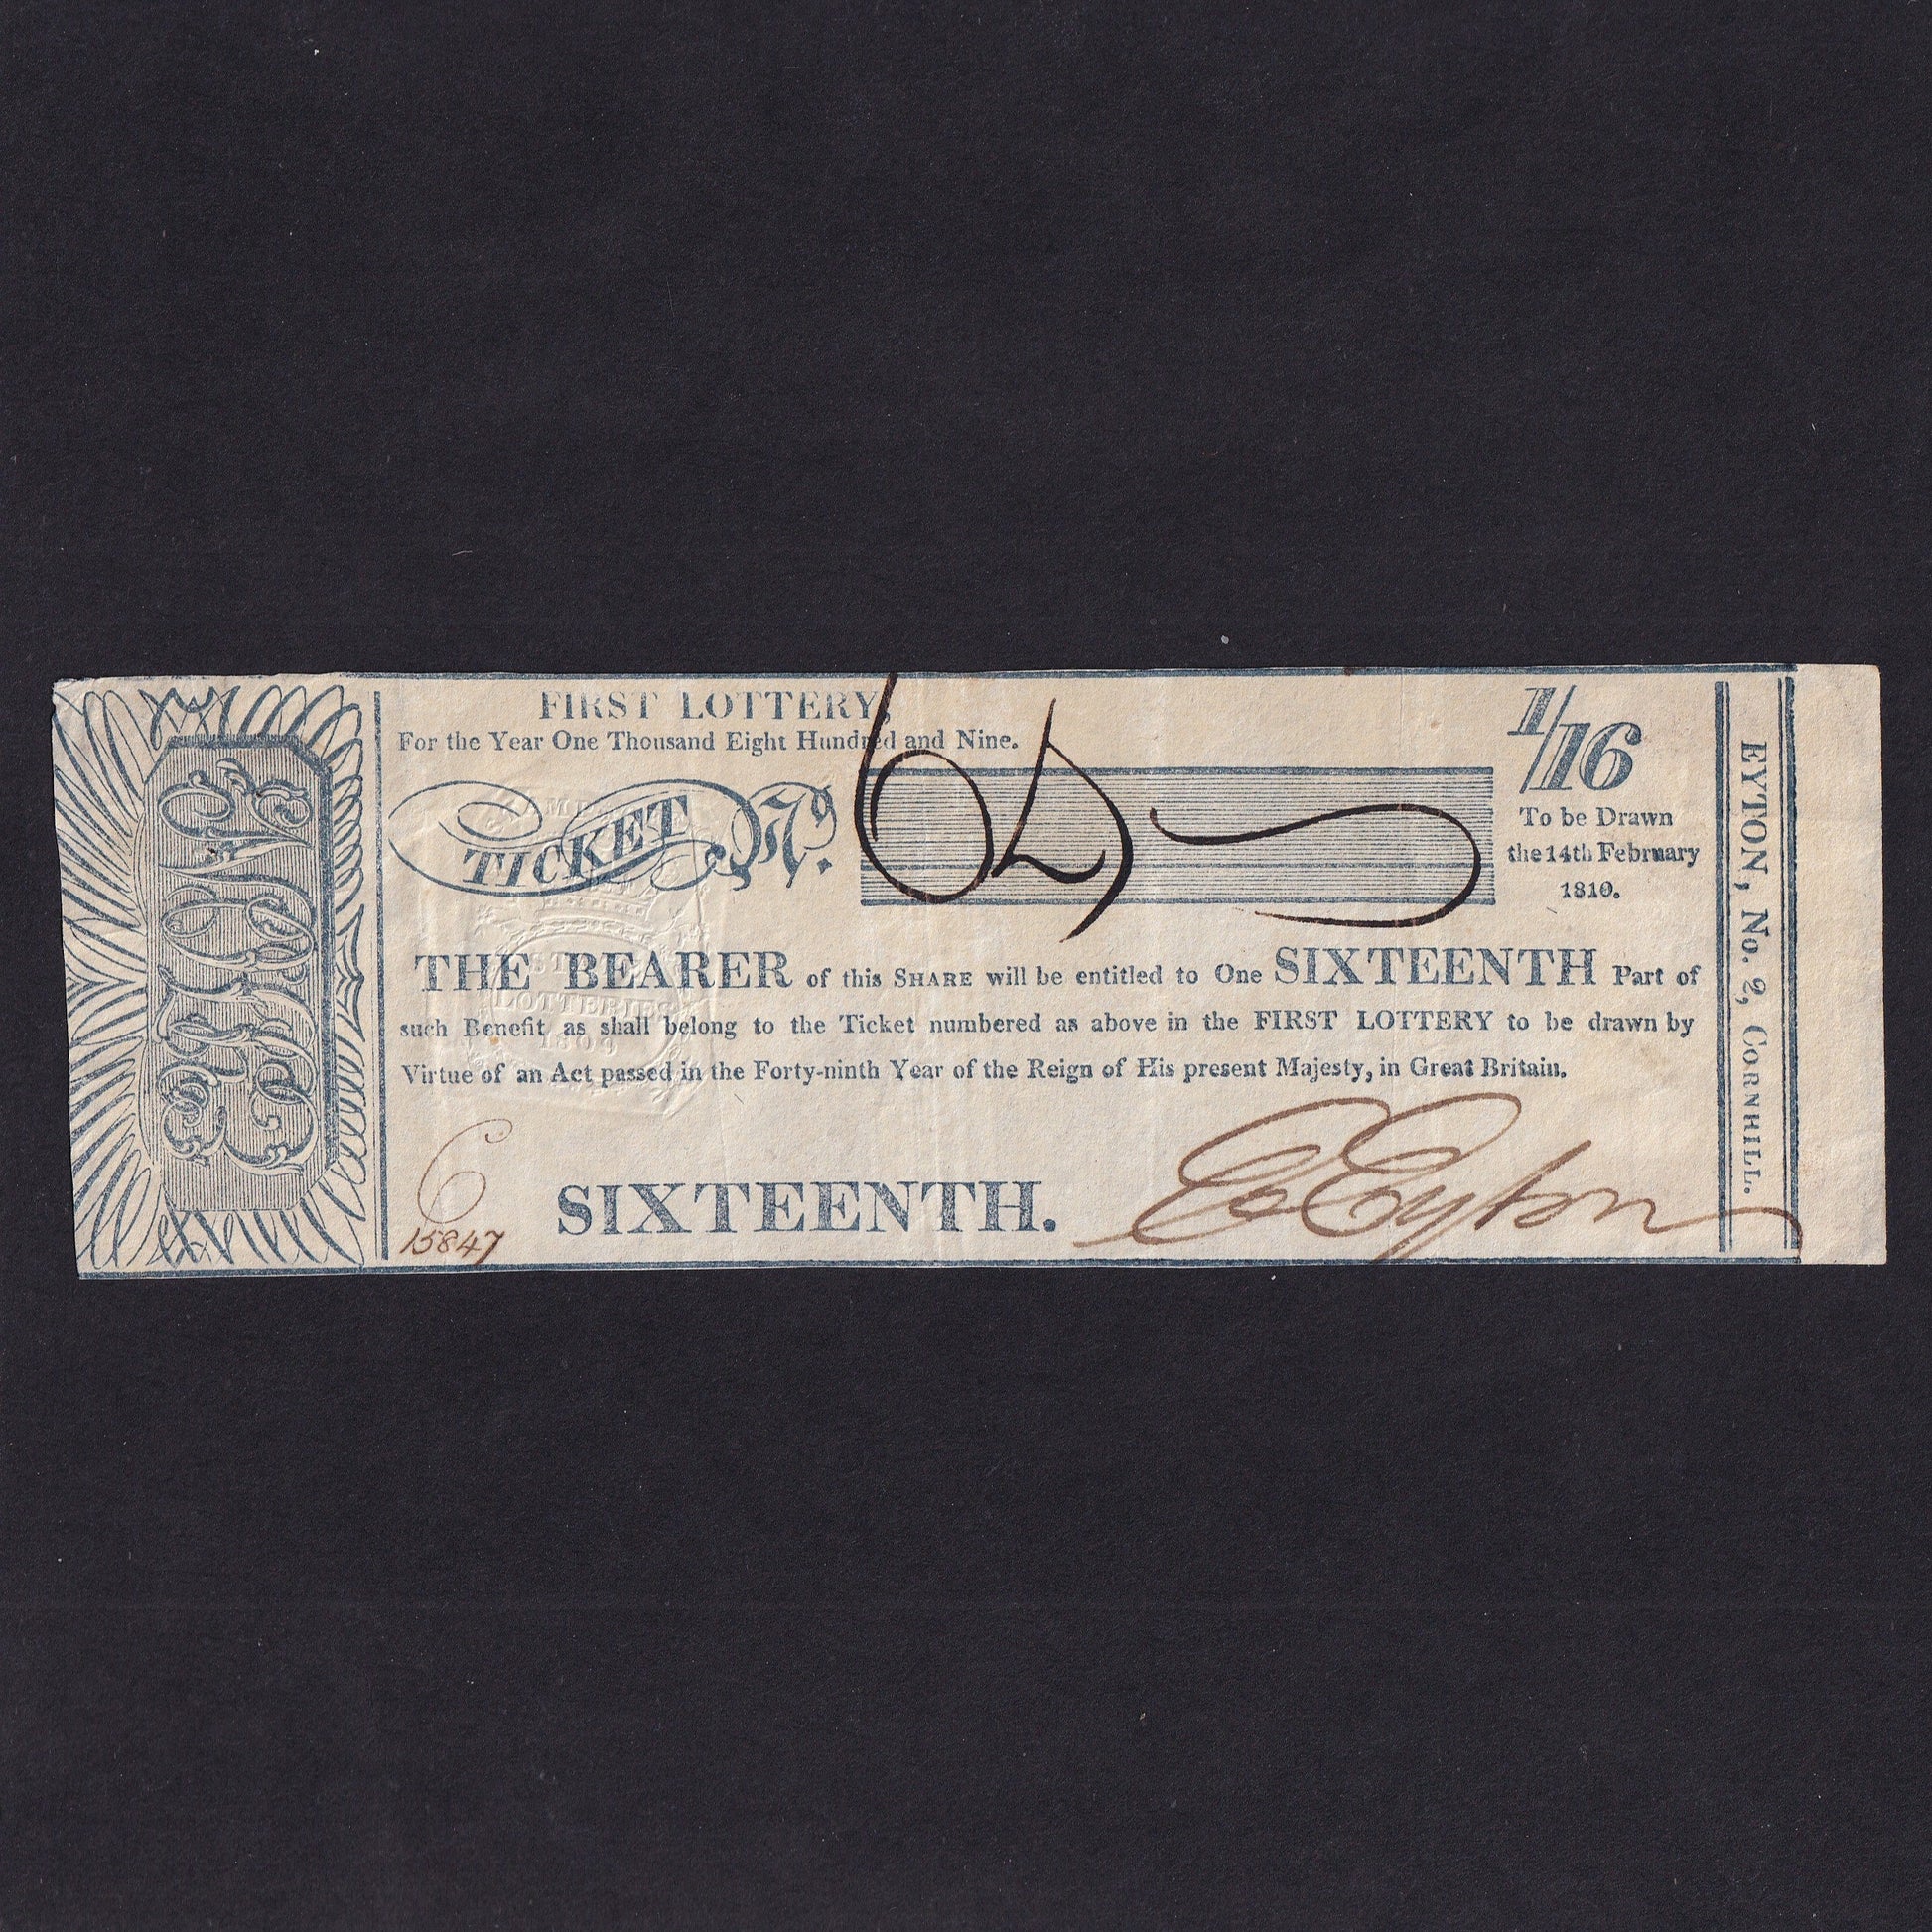 FIRST LOTTERY,
For the Year One Thousand Eight Hundred and Nine.
TICKET No.
1/16
To be Drawn
the 14th February
1810.
THE BEARER of this SHARE will be entitled to One SIXTEENTH Part of
such Benefit as shall belong to the Ticket numbered as above in the FIRST LOTTERY to be drawn by
Virtue of an Act passed in the Forty-ninth Year of the Reign of His present Majesty, in Great Britain.
LOTTERIES
1809
C
15847
SIXTEENTH.
Eyton
EYTON, No. 2, CORNHILL.